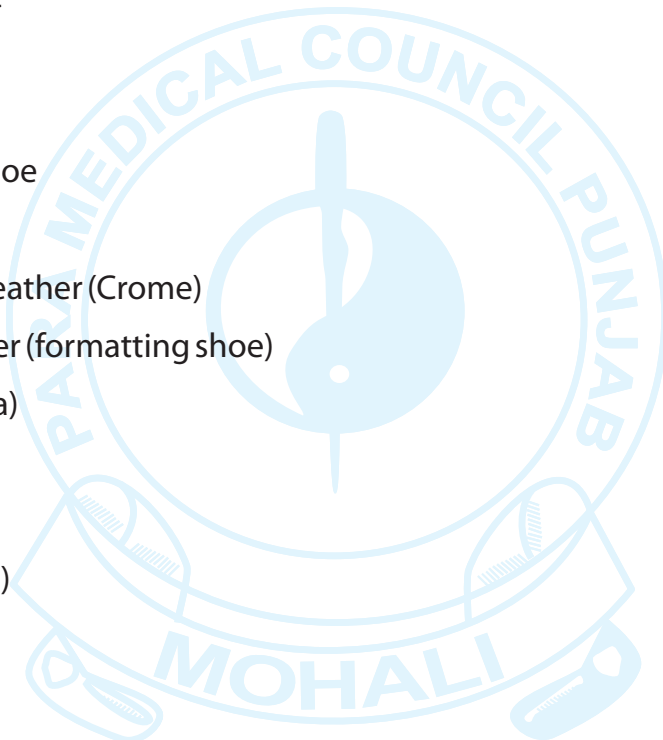 PARA MEDICAL COUNCIL PUNJAB
oe
eather (Crome)
er (formatting shoe)
a)
)
MOHALI